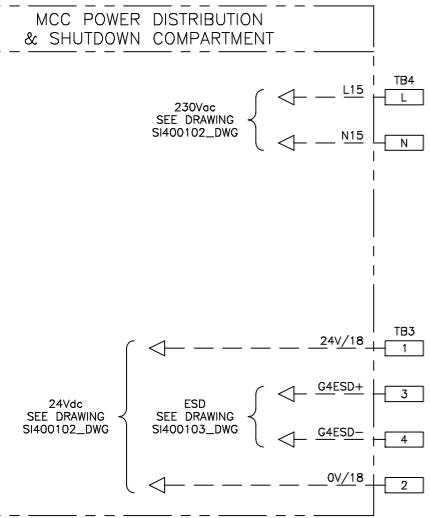 MCC POWER DISTRIBUTION
& SHUTDOWN COMPARTMENT
TB4
L15
L
230Vac
SEE DRAWING
SI400102_DWG
N15
N
TB3
24V/18
1
G4ESD+
3
24Vdc
SEE DRAWING
SI400102_DWG
ESD
SEE DRAWING
SI400103_DWG
G4ESD-
4
0V/18
2